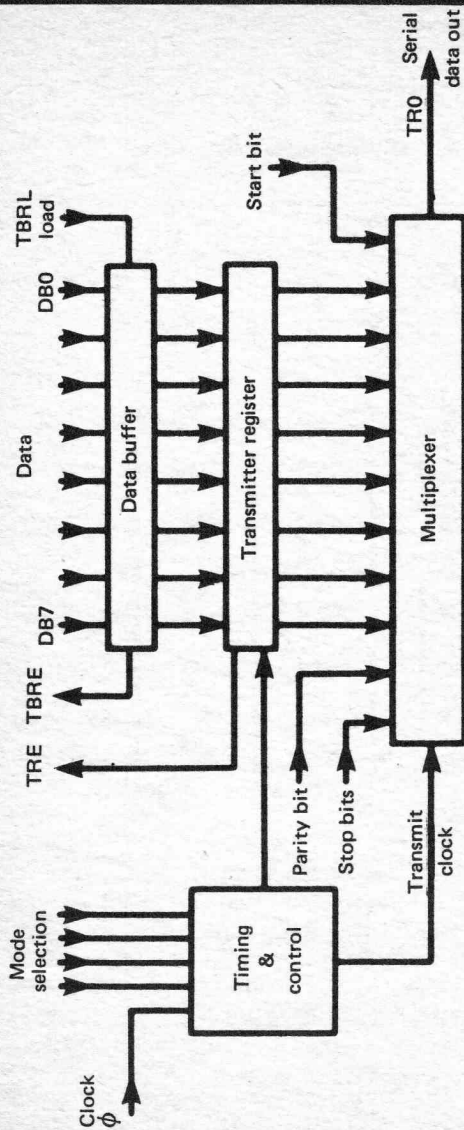 Clock
ϕ
Mode
selection
Timing
&
control
TRE
TBRE
DB7
Data
DB0
TBRL
load
Data buffer
Transmitter register
Parity bit
Stop bits
Transmit
clock
Start bit
Multiplexer
TRO
Serial
data out